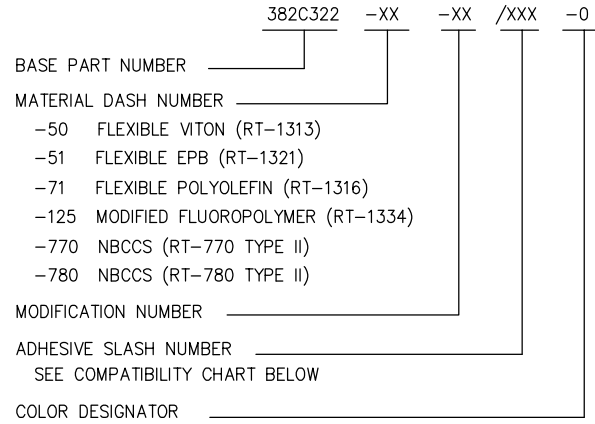 382C322 -XX -XX /XXX -0
BASE PART NUMBER
MATERIAL DASH NUMBER
-50 FLEXIBLE VITON (RT-1313)
-51 FLEXIBLE EPB (RT-1321)
-71 FLEXIBLE POLYOLEFIN (RT-1316)
-125 MODIFIED FLUOROPOLYMER (RT-1334)
-770 NBCCS (RT-770 TYPE II)
-780 NBCCS (RT-780 TYPE II)
MODIFICATION NUMBER
ADHESIVE SLASH NUMBER
SEE COMPATIBILITY CHART BELOW
COLOR DESIGNATOR